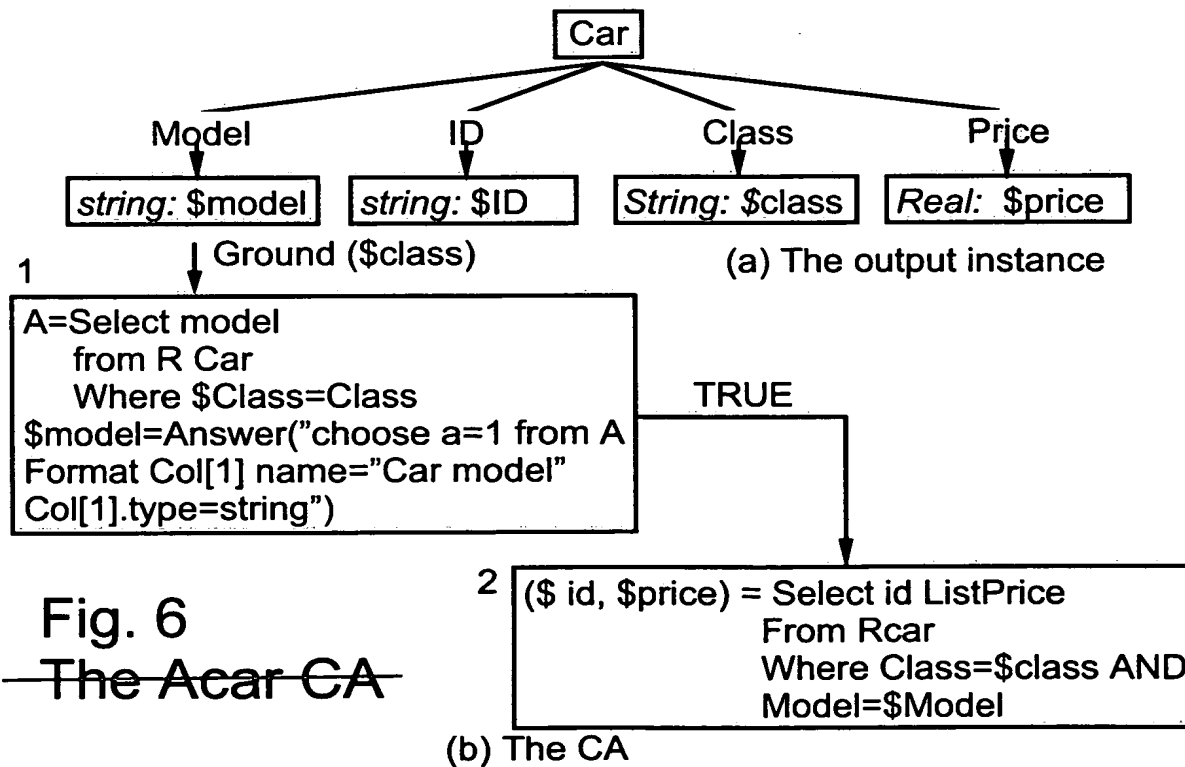 Car
Model ID Class Price
string: $model string: $ID String: $class Real: $price
Ground ($class)
(a) The output instance
1
A=Select model
from R Car
Where $Class=Class
$model=Answer("choose a=1 from A
Format Col[1] name="Car model"
Col[1].type=string")
TRUE
2
($ id, $price) = Select id ListPrice
From Rcar
Where Class=$class AND
Model=$Model
Fig. 6
The Acar CA
(b) The CA